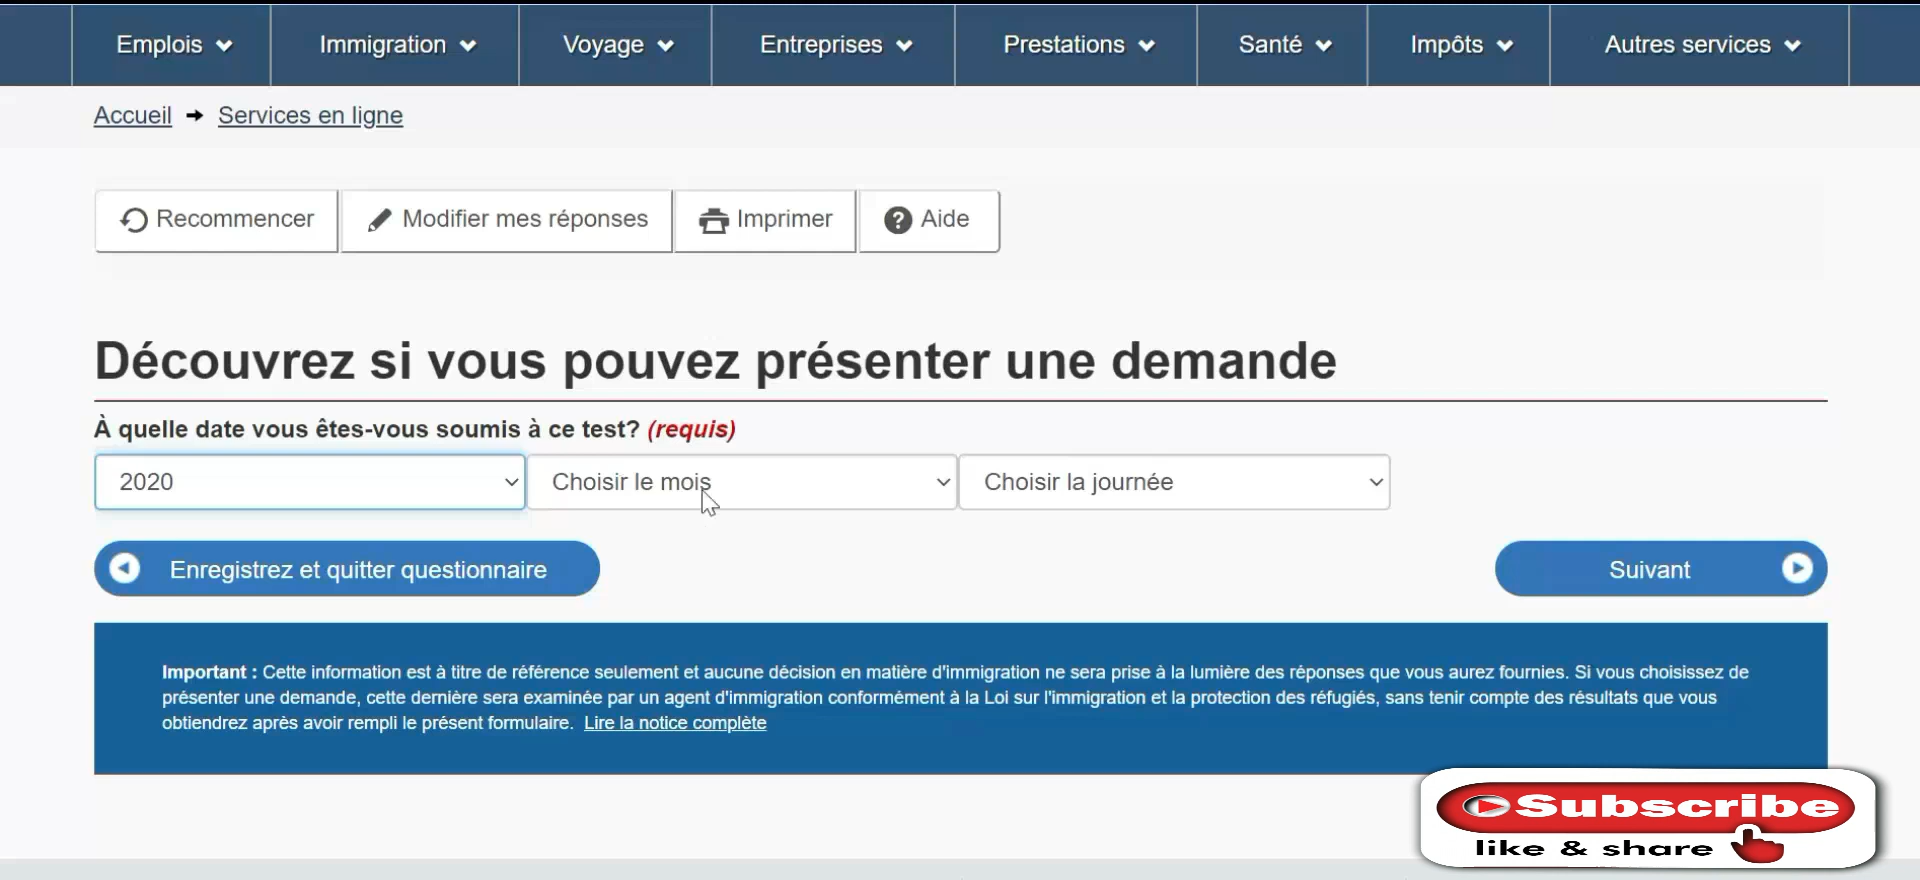 Emplois Immigration Voyage Entreprises Prestations Santé Impôts Autres services
Accueil Services en ligne
Recommencer Modifier mes réponses Imprimer Aide
Découvrez si vous pouvez présenter une demande
À quelle date vous êtes-vous soumis à ce test? (requis)
2020 Choisir le mois Choisir la journée
Enregistrez et quitter questionnaire Suivant
Important : Cette information est à titre de référence seulement et aucune décision en matière d'immigration ne sera prise à la lumière des réponses que vous aurez fournies. Si vous choisissez de
présenter une demande, cette dernière sera examinée par un agent d'immigration conformément à la Loi sur l'immigration et la protection des réfugiés, sans tenir compte des résultats que vous
obtiendrez après avoir rempli le présent formulaire. Lire la notice complète
Subscribe
like & share